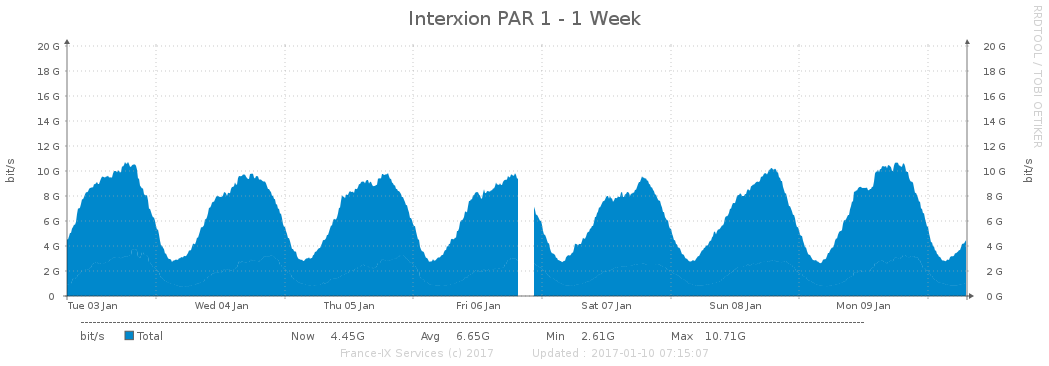 Interxion PAR 1 - 1 Week
RRDTOOL / TOBI OETIKER
20 G 20 G
18 G 18 G
16 G 16 G
14 G 14 G
12 G 12 G
10 G 10 G
8 G 8 G
6 G 6 G
4 G 4 G
2 G 2 G
0 0 G
bit/s bit/s
Tue 03 Jan Wed 04 Jan Thu 05 Jan Fri 06 Jan Sat 07 Jan Sun 08 Jan Mon 09 Jan
bit/s Total Now 4.45G Avg 6.65G Min 2.61G Max 10.71G
France-IX Services (c) 2017 Updated : 2017-01-10 07:15:07